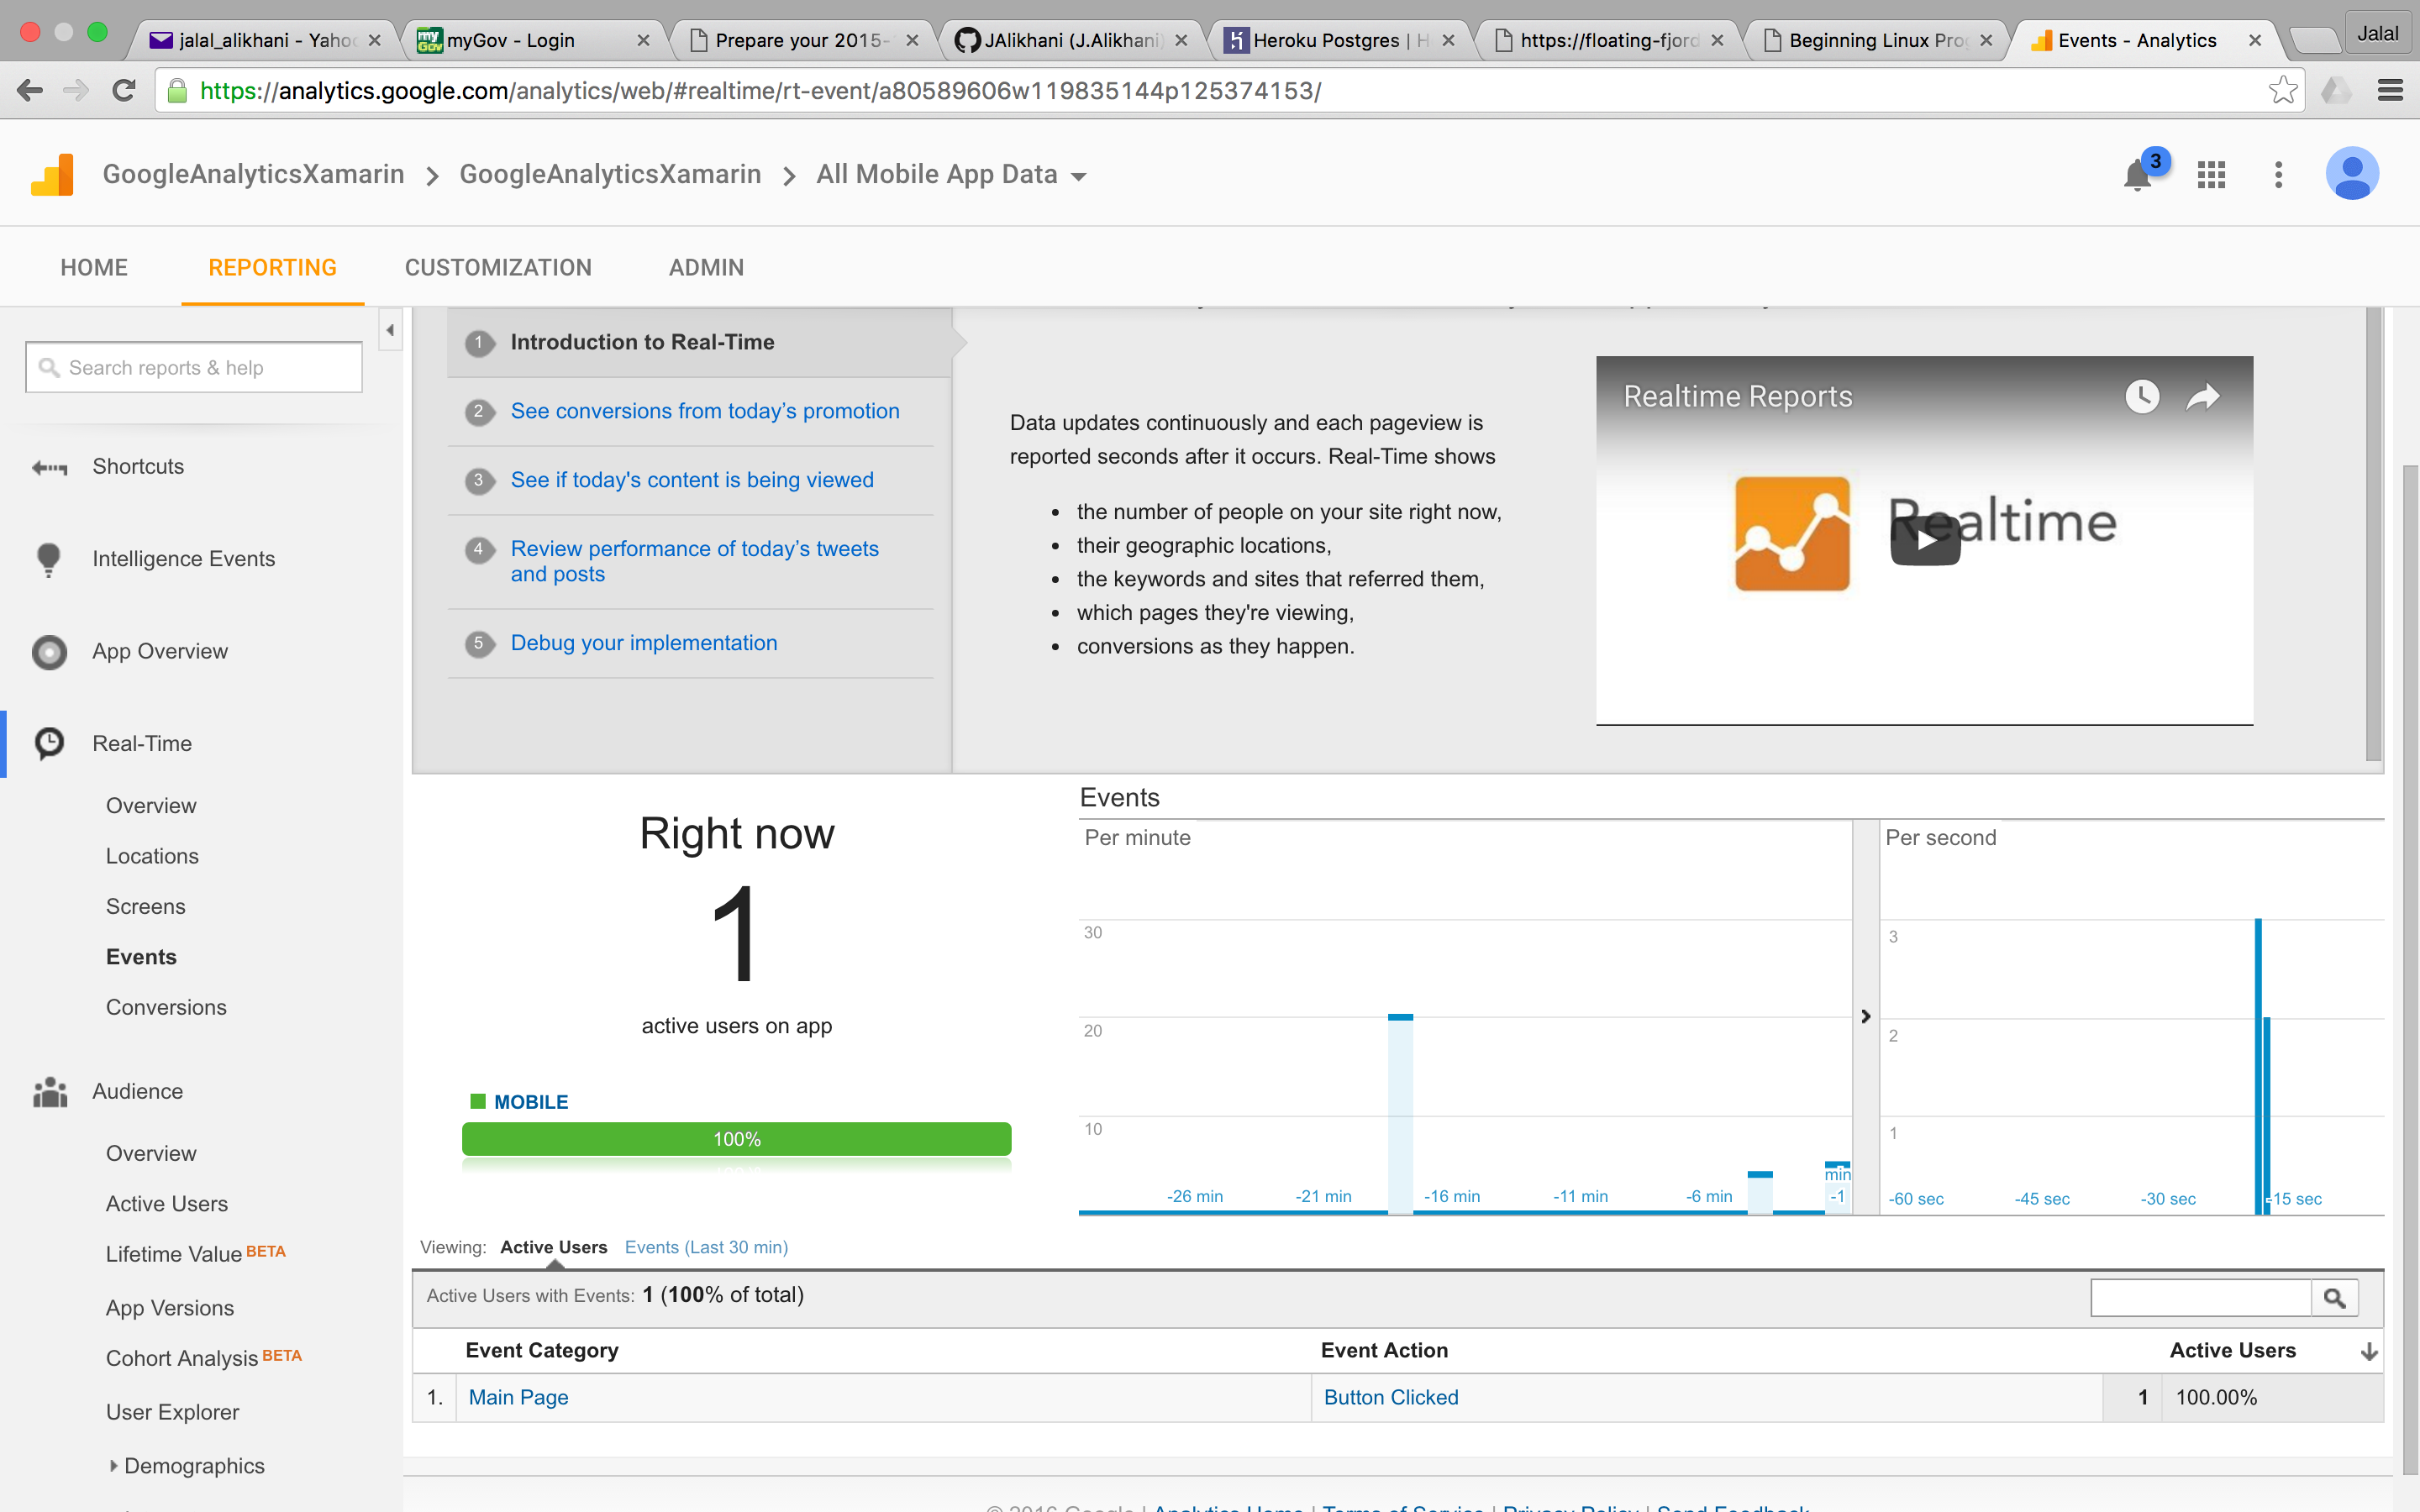 jalal_alikhani - Yahoo
myGov - Login
Prepare your 2015-
JAlikhani (J.Alikhani)
Heroku Postgres | H
https://floating-fjord
Beginning Linux Pro
Events - Analytics
Jalal
https://analytics.google.com/analytics/web/#realtime/rt-event/a80589606w119835144p125374153/
GoogleAnalyticsXamarin > GoogleAnalyticsXamarin > All Mobile App Data
3
HOME REPORTING CUSTOMIZATION ADMIN
Search reports & help
Shortcuts
Intelligence Events
App Overview
Real-Time
Overview
Locations
Screens
Events
Conversions
Audience
Overview
Active Users
Lifetime Value BETA
App Versions
Cohort Analysis BETA
User Explorer
Demographics
1 Introduction to Real-Time
2 See conversions from today’s promotion
3 See if today's content is being viewed
4 Review performance of today’s tweets
and posts
5 Debug your implementation
Data updates continuously and each pageview is
reported seconds after it occurs. Real-Time shows
• the number of people on your site right now,
• their geographic locations,
• the keywords and sites that referred them,
• which pages they're viewing,
• conversions as they happen.
Realtime Reports
Realtime
Right now
1
active users on app
MOBILE
100%
Events
Per minute
30
20
10
-26 min -21 min -16 min -11 min -6 min
min
-1
Per second
3
2
1
-60 sec -45 sec -30 sec -15 sec
Viewing: Active Users Events (Last 30 min)
Active Users with Events: 1 (100% of total)
Event Category Event Action Active Users
1. Main Page Button Clicked 1 100.00%
© 2016 Google | Analytics Home | Terms of Service | Privacy Policy | Send Feedback